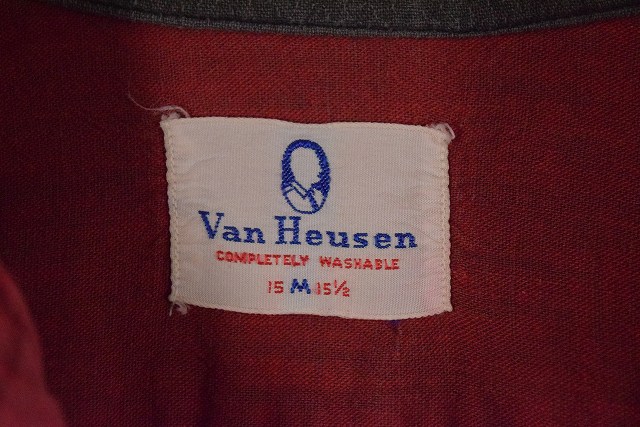 Van Heusen
COMPLETELY WASHABLE
15 M 15½